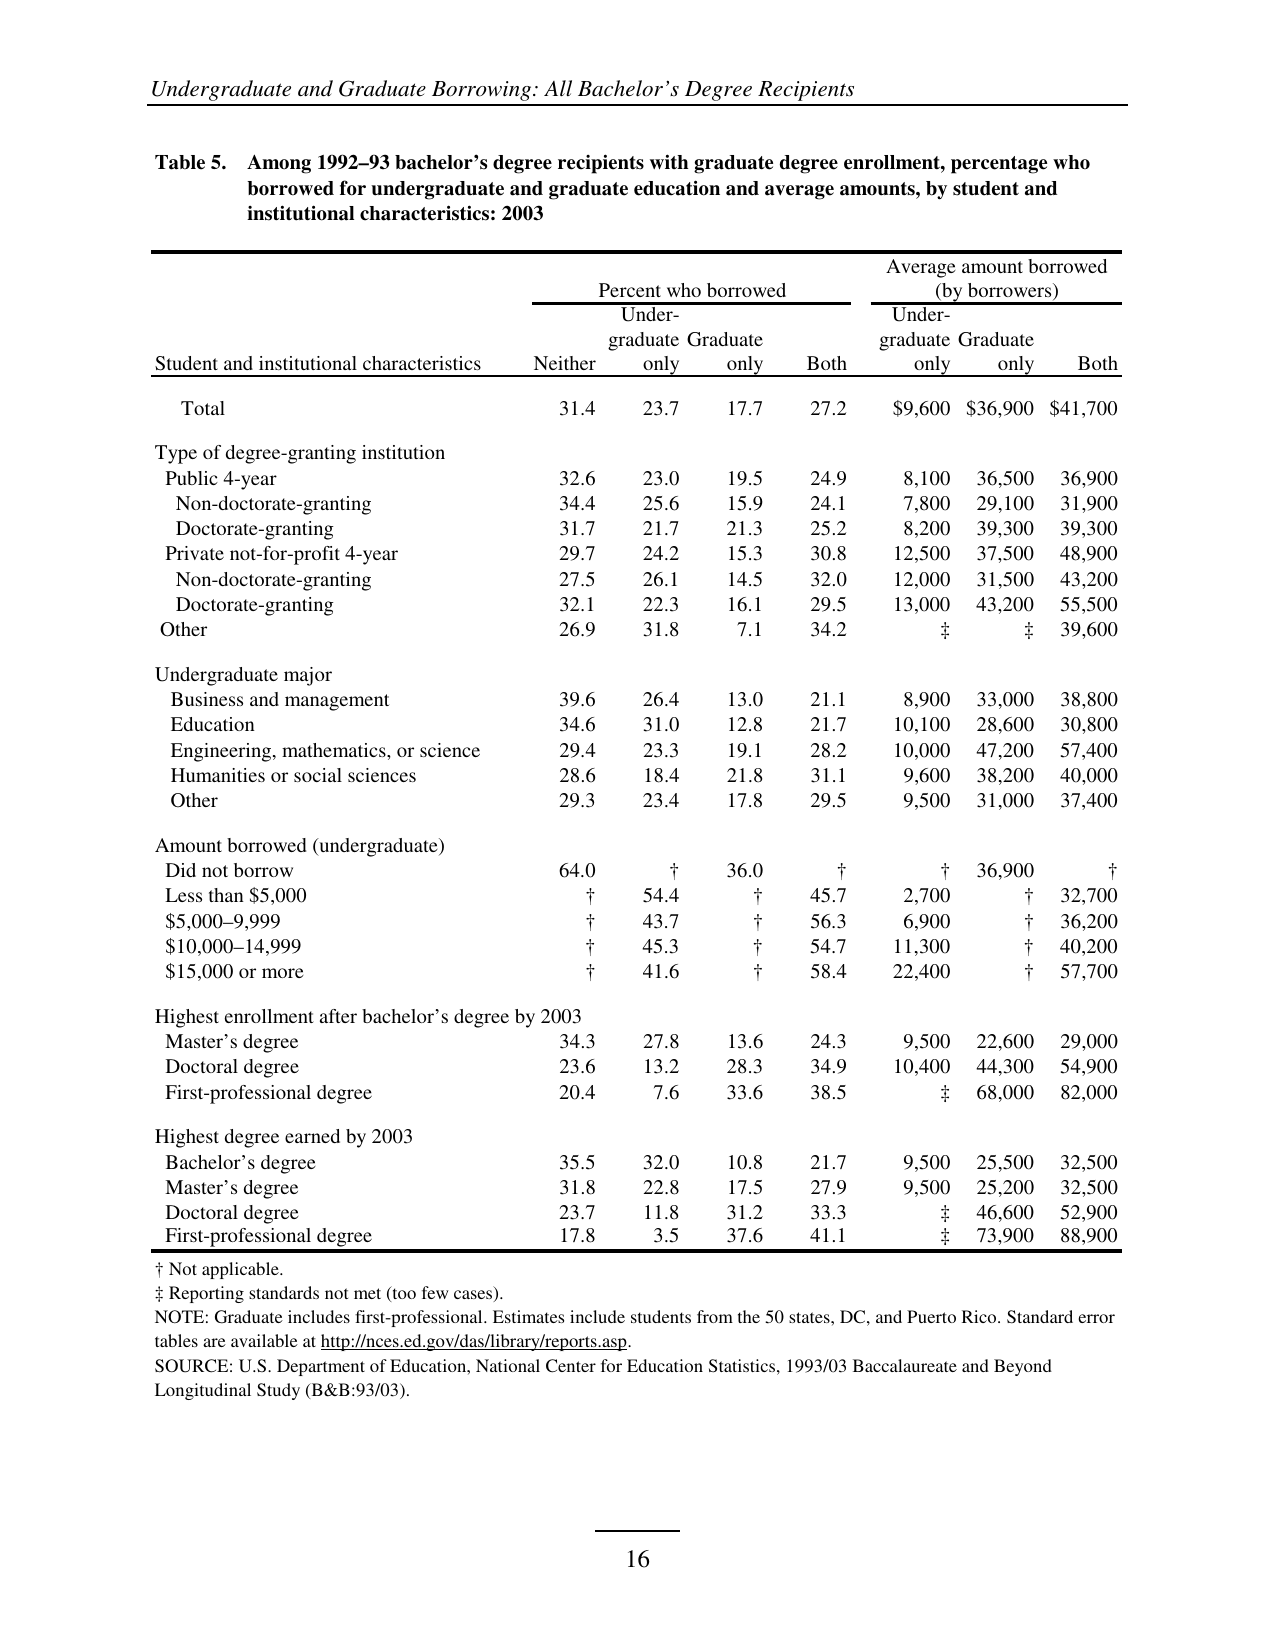 Undergraduate and Graduate Borrowing: All Bachelor’s Degree Recipients
Table 5. Among 1992–93 bachelor’s degree recipients with graduate degree enrollment, percentage who
borrowed for undergraduate and graduate education and average amounts, by student and
institutional characteristics: 2003
Average amount borrowed
Percent who borrowed (by borrowers)
Under- Under-
graduate Graduate graduate Graduate
Student and institutional characteristics Neither only only Both only only Both
Total 31.4 23.7 17.7 27.2 $9,600 $36,900 $41,700
Type of degree-granting institution
Public 4-year 32.6 23.0 19.5 24.9 8,100 36,500 36,900
Non-doctorate-granting 34.4 25.6 15.9 24.1 7,800 29,100 31,900
Doctorate-granting 31.7 21.7 21.3 25.2 8,200 39,300 39,300
Private not-for-profit 4-year 29.7 24.2 15.3 30.8 12,500 37,500 48,900
Non-doctorate-granting 27.5 26.1 14.5 32.0 12,000 31,500 43,200
Doctorate-granting 32.1 22.3 16.1 29.5 13,000 43,200 55,500
Other 26.9 31.8 7.1 34.2 ‡ ‡ 39,600
Undergraduate major
Business and management 39.6 26.4 13.0 21.1 8,900 33,000 38,800
Education 34.6 31.0 12.8 21.7 10,100 28,600 30,800
Engineering, mathematics, or science 29.4 23.3 19.1 28.2 10,000 47,200 57,400
Humanities or social sciences 28.6 18.4 21.8 31.1 9,600 38,200 40,000
Other 29.3 23.4 17.8 29.5 9,500 31,000 37,400
Amount borrowed (undergraduate)
Did not borrow 64.0 † 36.0 † † 36,900 †
Less than $5,000 † 54.4 † 45.7 2,700 † 32,700
$5,000–9,999 † 43.7 † 56.3 6,900 † 36,200
$10,000–14,999 † 45.3 † 54.7 11,300 † 40,200
$15,000 or more † 41.6 † 58.4 22,400 † 57,700
Highest enrollment after bachelor’s degree by 2003
Master’s degree 34.3 27.8 13.6 24.3 9,500 22,600 29,000
Doctoral degree 23.6 13.2 28.3 34.9 10,400 44,300 54,900
First-professional degree 20.4 7.6 33.6 38.5 ‡ 68,000 82,000
Highest degree earned by 2003
Bachelor’s degree 35.5 32.0 10.8 21.7 9,500 25,500 32,500
Master’s degree 31.8 22.8 17.5 27.9 9,500 25,200 32,500
Doctoral degree 23.7 11.8 31.2 33.3 ‡ 46,600 52,900
First-professional degree 17.8 3.5 37.6 41.1 ‡ 73,900 88,900
† Not applicable.
‡ Reporting standards not met (too few cases).
NOTE: Graduate includes first-professional. Estimates include students from the 50 states, DC, and Puerto Rico. Standard error
tables are available at http://nces.ed.gov/das/library/reports.asp.
SOURCE: U.S. Department of Education, National Center for Education Statistics, 1993/03 Baccalaureate and Beyond
Longitudinal Study (B&B:93/03).
16